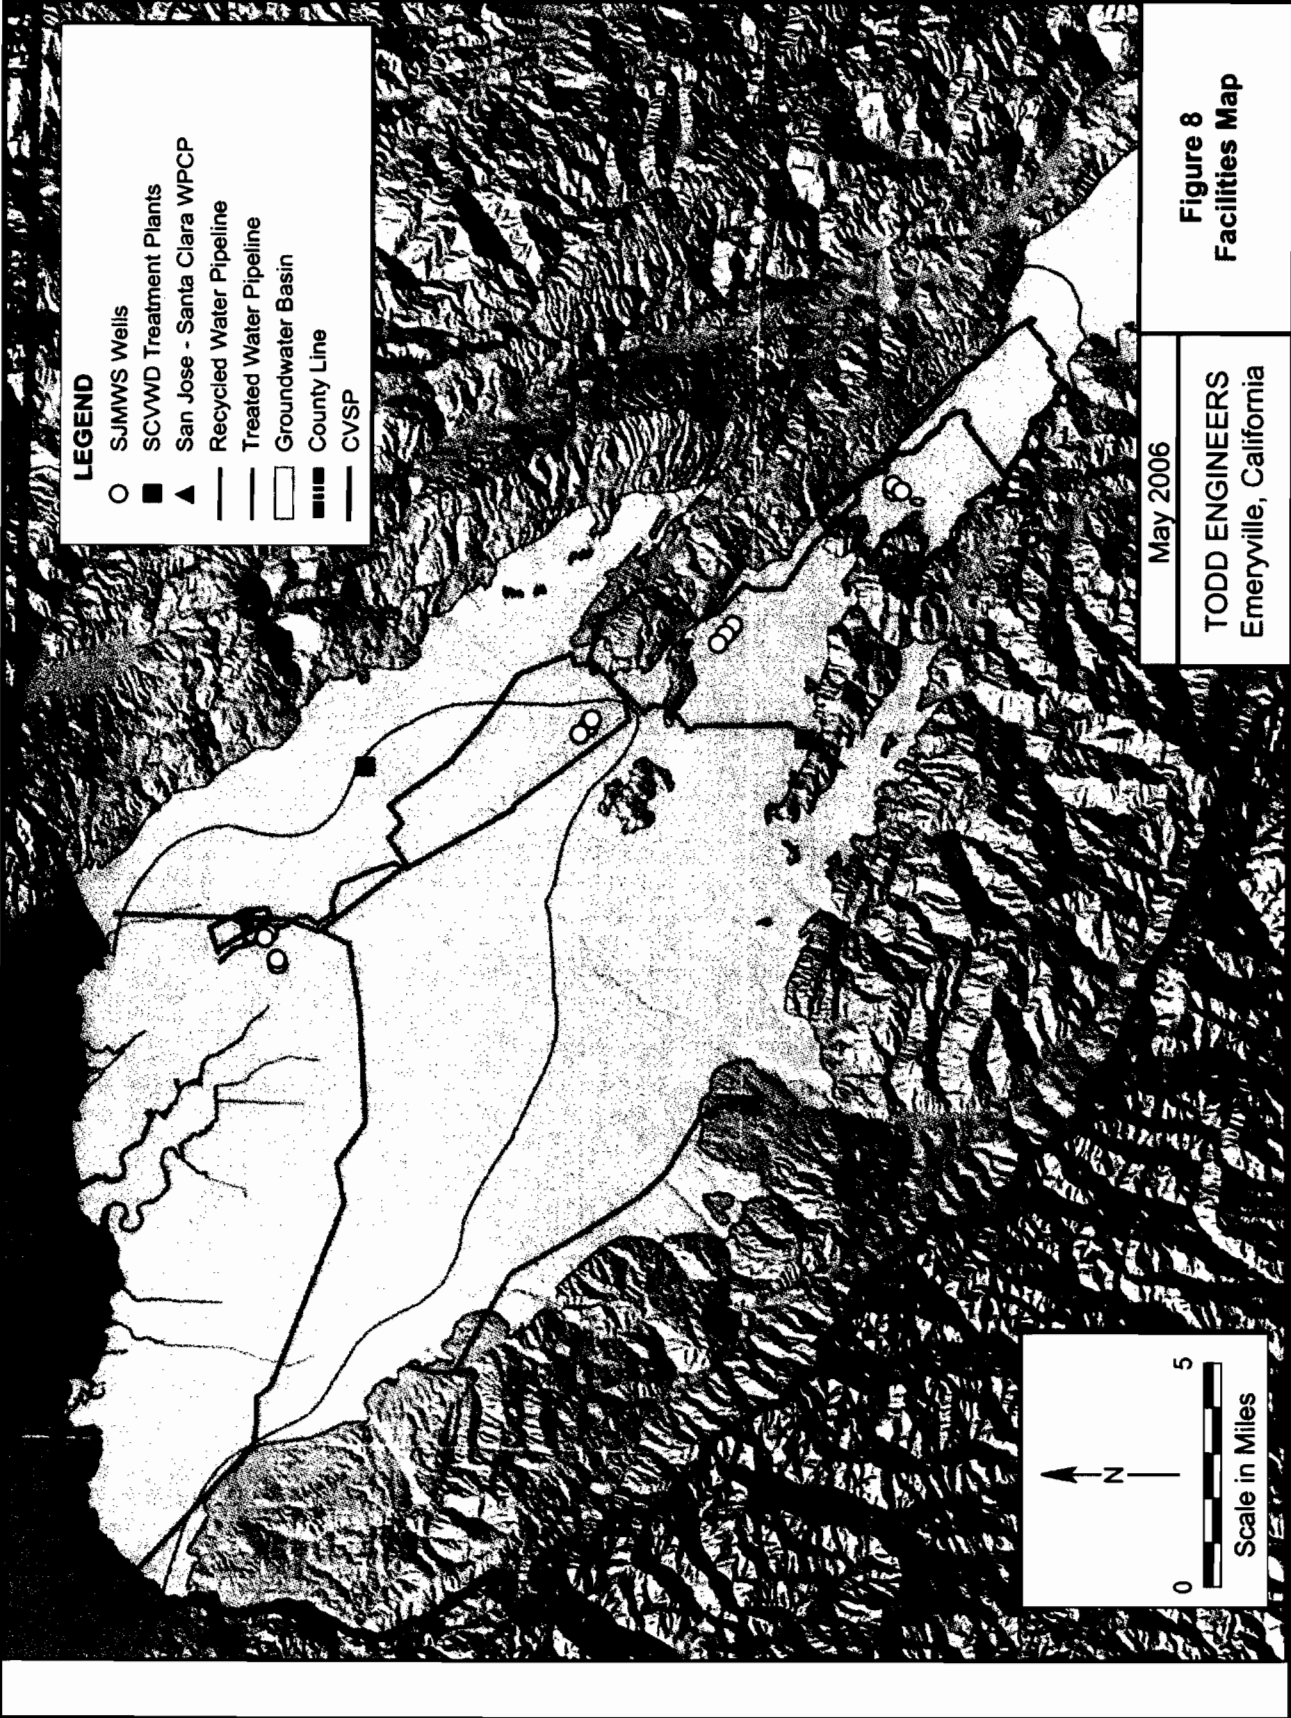 LEGEND
SJMWS Wells
SCVWD Treatment Plants
San Jose - Santa Clara WPCP
Recycled Water Pipeline
Treated Water Pipeline
Groundwater Basin
County Line
CVSP
N
0 5
Scale in Miles
May 2006
TODD ENGINEERS
Emeryville, California
Figure 8
Facilities Map